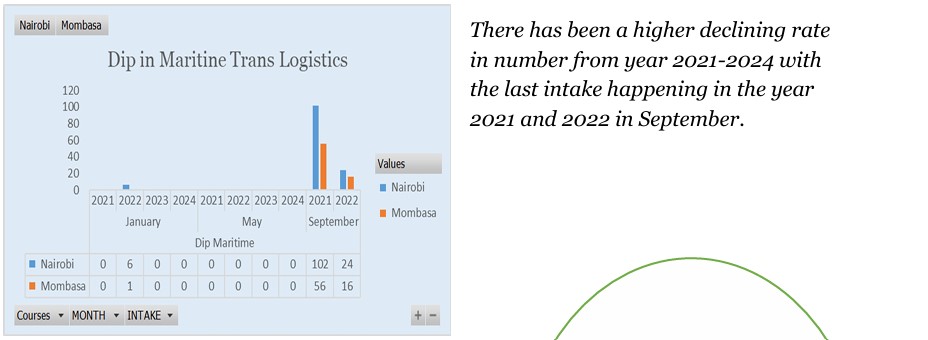 Nairobi Mombasa
Dip in Maritine Trans Logistics
120
100
80
60
40
20
0
2021 2022 2023 2024 2021 2022 2023 2024 2021 2022
January May September
Dip Maritime
Nairobi 0 6 0 0 0 0 0 0 102 24
Mombasa 0 1 0 0 0 0 0 0 56 16
Values
Nairobi
Mombasa
Courses MONTH INTAKE + −
There has been a higher declining rate
in number from year 2021-2024 with
the last intake happening in the year
2021 and 2022 in September.